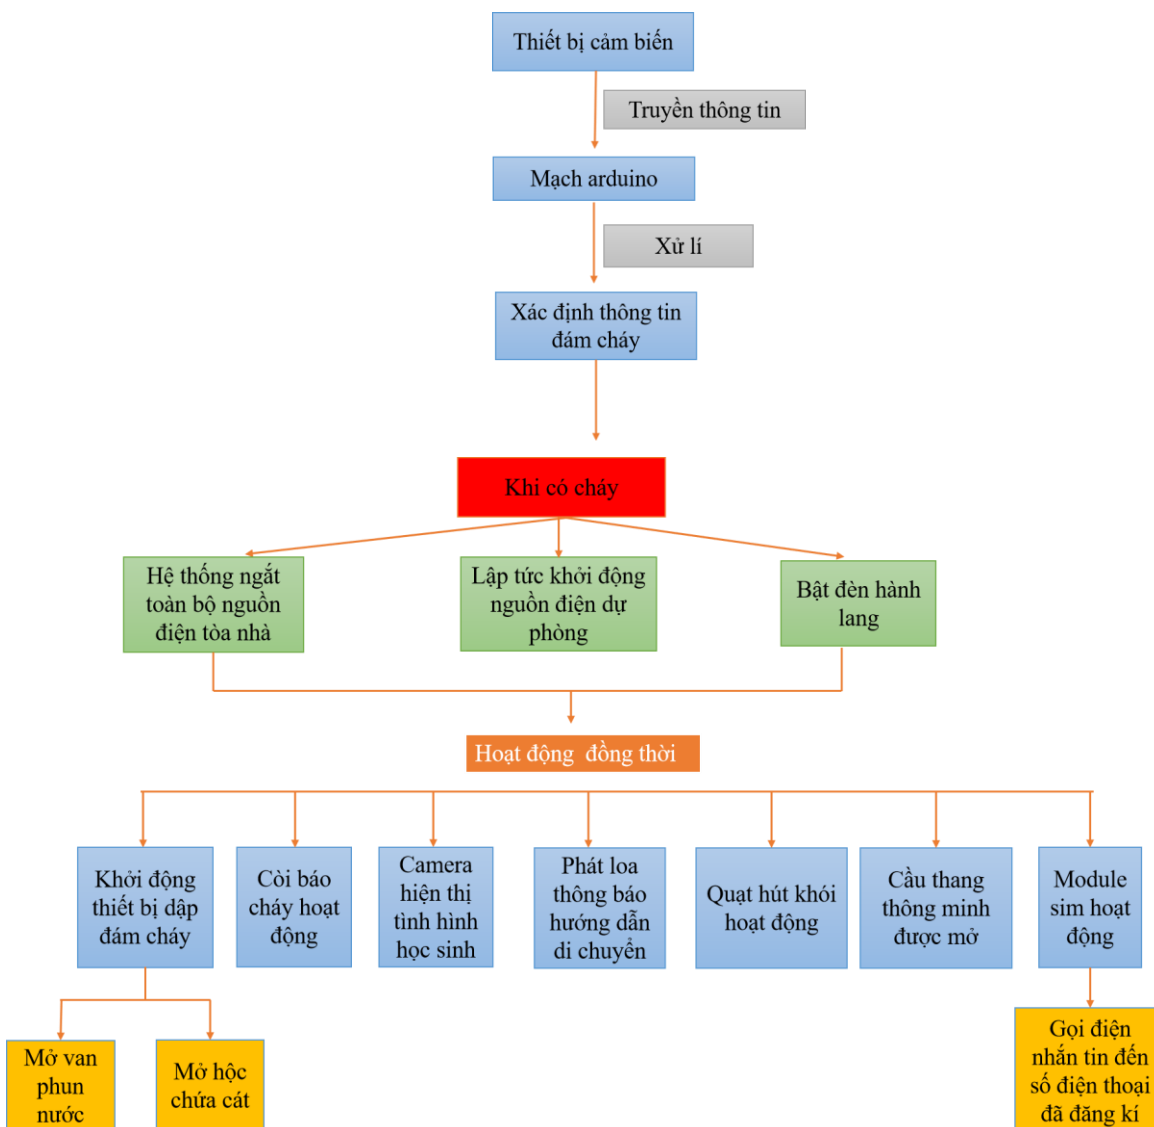 Thiết bị cảm biến
Truyền thông tin
Mạch arduino
Xử lí
Xác định thông tin
đám cháy
Khi có cháy
Hệ thống ngắt
toàn bộ nguồn
điện tòa nhà
Lập tức khởi động
nguồn điện dự
phòng
Bật đèn hành
lang
Hoạt động đồng thời
Khởi động
thiết bị dập
đám cháy
Còi báo
cháy hoạt
động
Camera
hiện thị
tình hình
học sinh
Phát loa
thông báo
hướng dẫn
di chuyển
Quạt hút khói
hoạt động
Cầu thang
thông minh
được mở
Module
sim hoạt
động
Mở van
phun
nước
Mở hộc
chứa cát
Gọi điện
nhắn tin đến
số điện thoại
đã đăng kí